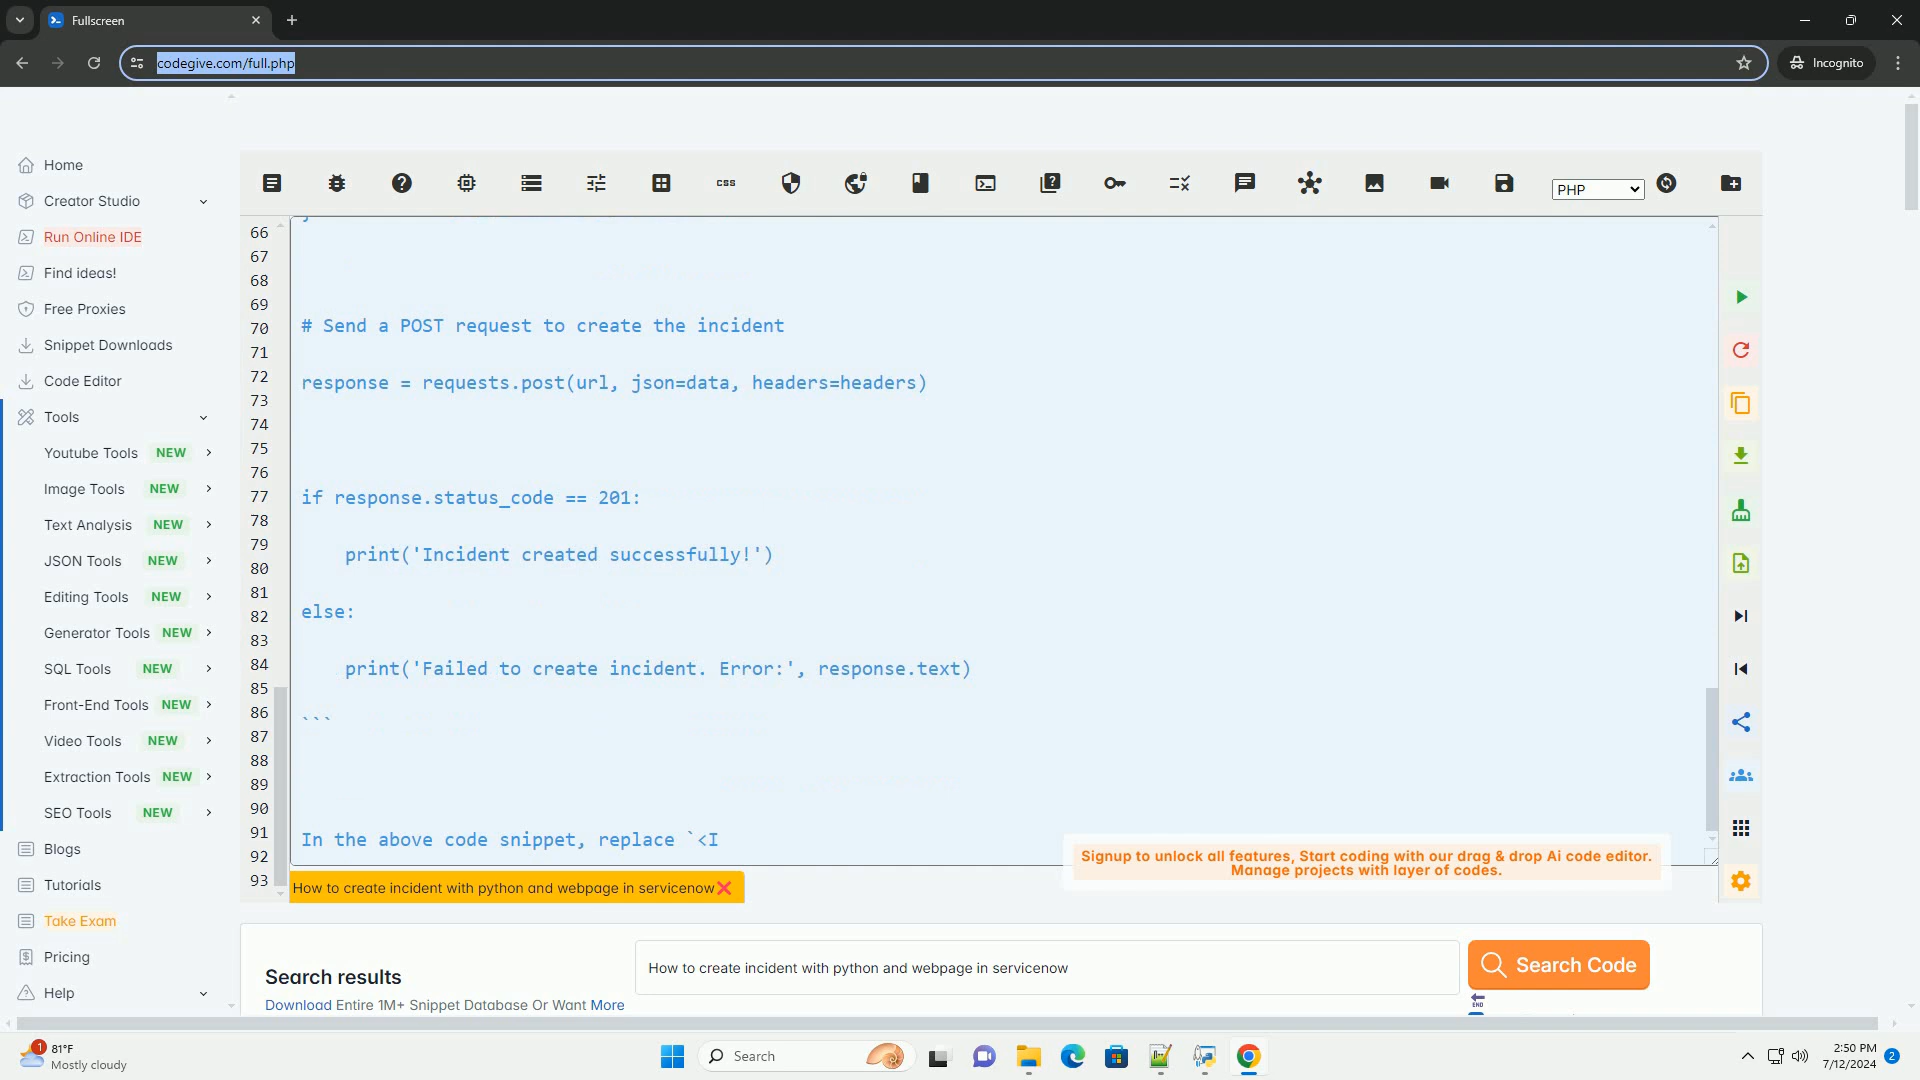 Fullscreen
codegive.com/full.php
Incognito
Home
Creator Studio
Run Online IDE
Find ideas!
Free Proxies
Snippet Downloads
Code Editor
Tools
Youtube Tools NEW
Image Tools NEW
Text Analysis NEW
JSON Tools NEW
Editing Tools NEW
Generator Tools NEW
SQL Tools NEW
Front-End Tools NEW
Video Tools NEW
Extraction Tools NEW
SEO Tools NEW
Blogs
Tutorials
Take Exam
Pricing
Help
css
PHP
66
67
68
69
70
71
72
73
74
75
76
77
78
79
80
81
82
83
84
85
86
87
88
89
90
91
92
93
# Send a POST request to create the incident
response = requests.post(url, json=data, headers=headers)
if response.status_code == 201:
print('Incident created successfully!')
else:
print('Failed to create incident. Error:', response.text)
```
In the above code snippet, replace `<I
Signup to unlock all features, Start coding with our drag & drop Ai code editor.
Manage projects with layer of codes.
How to create incident with python and webpage in servicenow
Search results
Download Entire 1M+ Snippet Database Or Want More
How to create incident with python and webpage in servicenow
Search Code
END
1
81°F
Mostly cloudy
Search
2:50 PM
7/12/2024
2